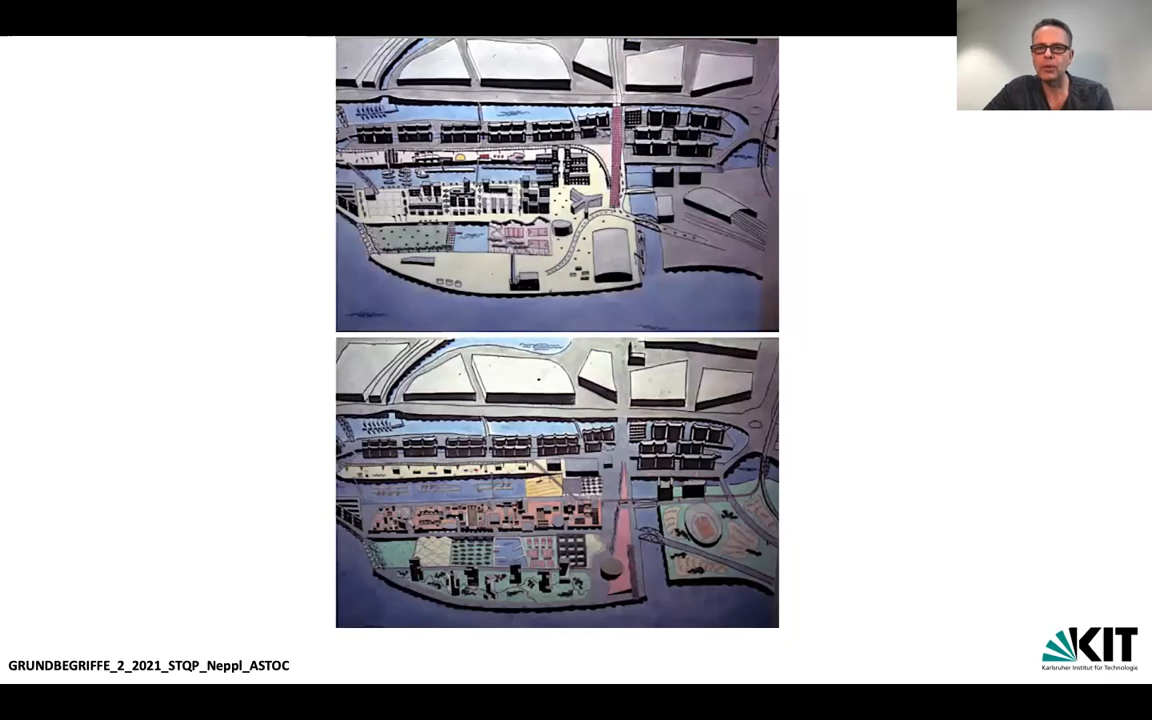 KIT
Karlsruher Institut für Technologie
GRUNDBEGRIFFE_2_2021_STQP_Neppl_ASTOC